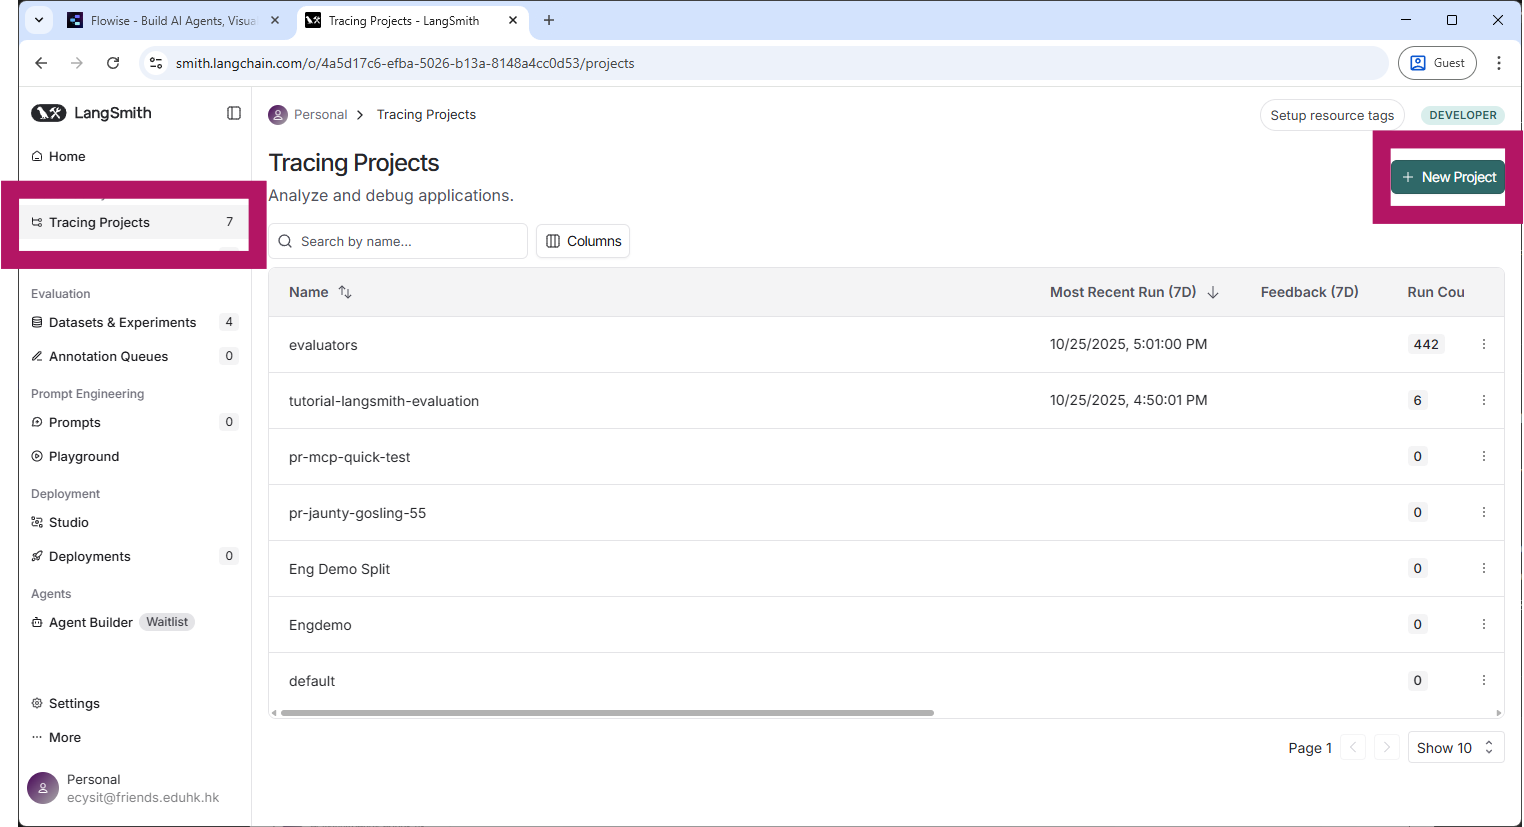 Flowise - Build AI Agents, Visua
Tracing Projects - LangSmith
smith.langchain.com/o/4a5d17c6-efba-5026-b13a-8148a4cc0d53/projects
Guest
LangSmith
Personal
Tracing Projects
Setup resource tags
DEVELOPER
Home
Tracing Projects
Analyze and debug applications.
+ New Project
Tracing Projects 7
Search by name...
Columns
Evaluation
Datasets & Experiments 4
Annotation Queues 0
Prompt Engineering
Prompts 0
Playground
Deployment
Studio
Deployments 0
Agents
Agent Builder Waitlist
Settings
More
Personal
ecysit@friends.eduhk.hk
Name Most Recent Run (7D) Feedback (7D) Run Cou
evaluators 10/25/2025, 5:01:00 PM 442
tutorial-langsmith-evaluation 10/25/2025, 4:50:01 PM 6
pr-mcp-quick-test 0
pr-jaunty-gosling-55 0
Eng Demo Split 0
Engdemo 0
default 0
Page 1
Show 10